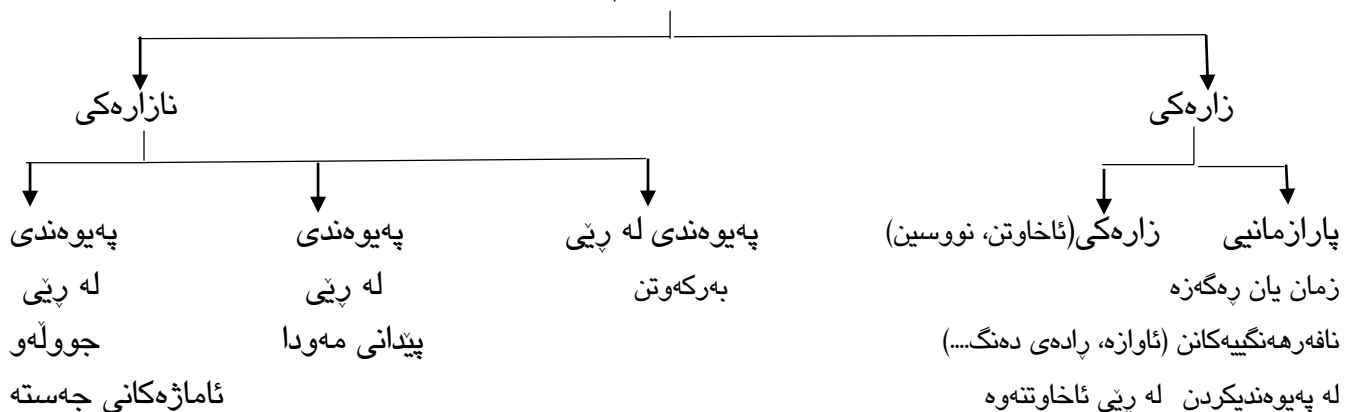 زارەکی
نازارەکی
پارازمانیی
زارەکی(ئاخاوتن، نووسین)
پەیوەندی لە ڕێی
پەیوەندی
پەیوەندی
زمان یان ڕەگەزە
بەرکەوتن
لە ڕێی
لە ڕێی
نافەرهەنگییەکانن (ئاوازە، ڕادەی دەنگ....)
پێدانی مەودا
جووڵەو
لە پەیوەندیکردن لە ڕێی ئاخاوتنەوە
ئاماژەکانی جەستە